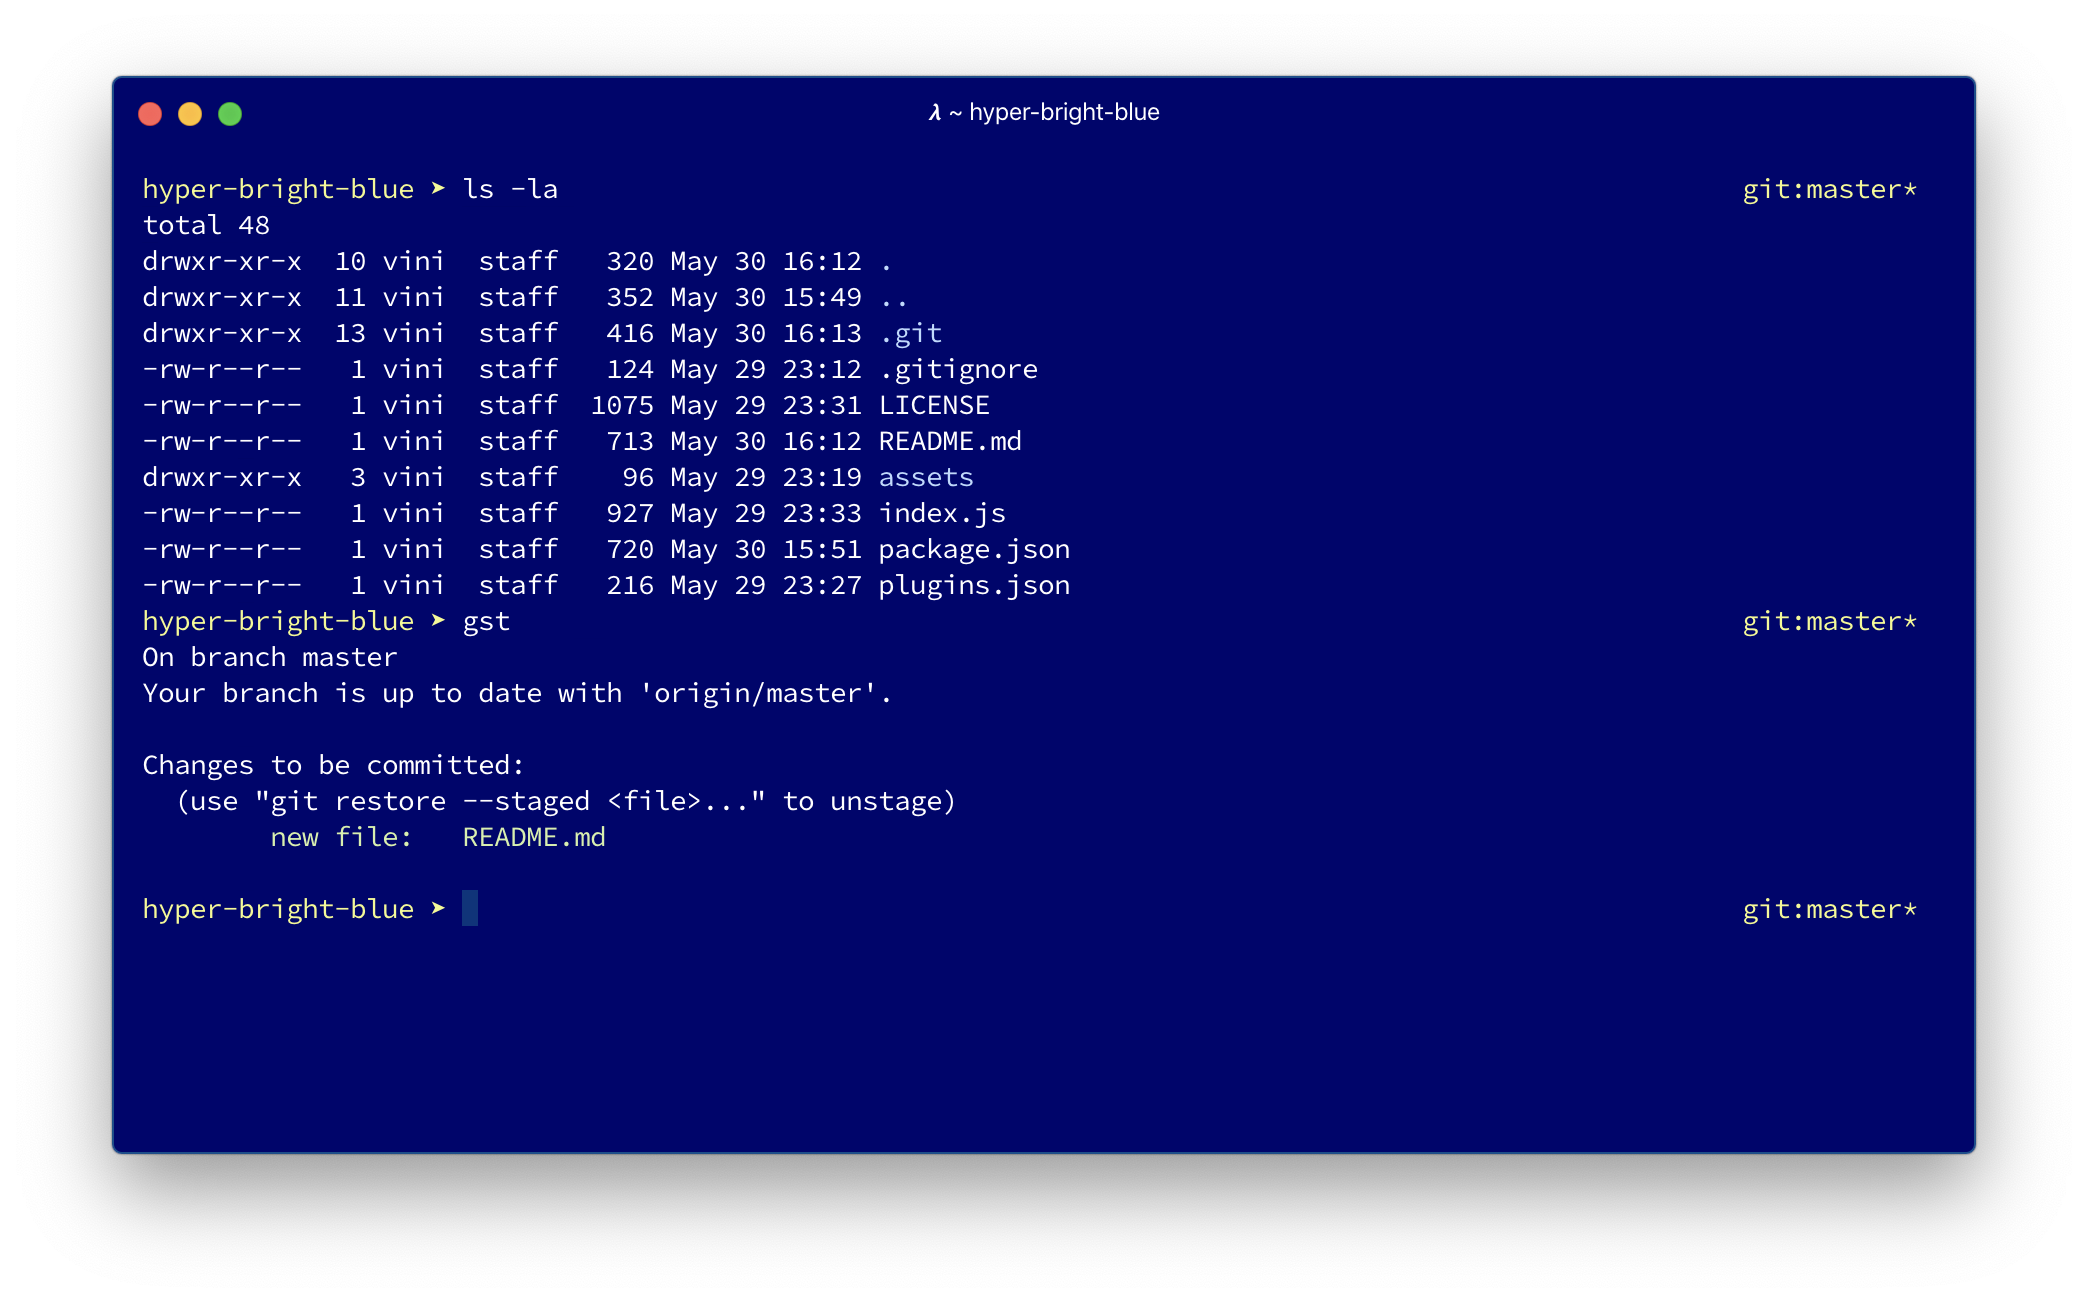 λ ~ hyper-bright-blue
hyper-bright-blue ➤ ls -la git:master*
total 48
drwxr-xr-x  10 vini  staff   320 May 30 16:12 .
drwxr-xr-x  11 vini  staff   352 May 30 15:49 ..
drwxr-xr-x  13 vini  staff   416 May 30 16:13 .git
-rw-r--r--   1 vini  staff   124 May 29 23:12 .gitignore
-rw-r--r--   1 vini  staff  1075 May 29 23:31 LICENSE
-rw-r--r--   1 vini  staff   713 May 30 16:12 README.md
drwxr-xr-x   3 vini  staff    96 May 29 23:19 assets
-rw-r--r--   1 vini  staff   927 May 29 23:33 index.js
-rw-r--r--   1 vini  staff   720 May 30 15:51 package.json
-rw-r--r--   1 vini  staff   216 May 29 23:27 plugins.json
hyper-bright-blue ➤ gst git:master*
On branch master
Your branch is up to date with 'origin/master'.
Changes to be committed:
  (use "git restore --staged <file>..." to unstage)
        new file:   README.md
hyper-bright-blue ➤ git:master*